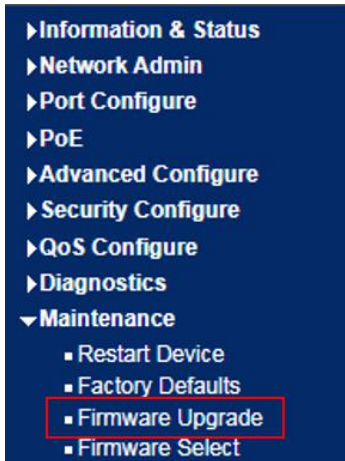 Information & Status
Network Admin
Port Configure
PoE
Advanced Configure
Security Configure
QoS Configure
Diagnostics
Maintenance
Restart Device
Factory Defaults
Firmware Upgrade
Firmware Select